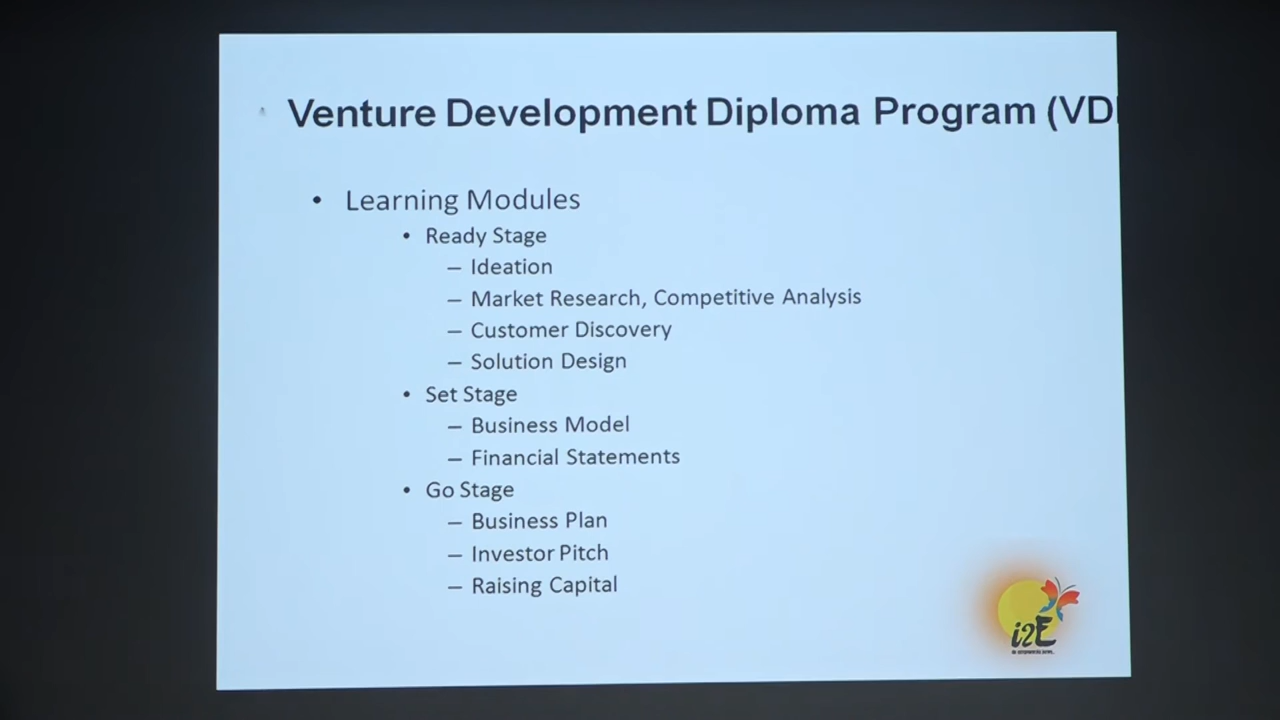 Venture Development Diploma Program (VD
• Learning Modules
• Ready Stage
– Ideation
– Market Research, Competitive Analysis
– Customer Discovery
– Solution Design
• Set Stage
– Business Model
– Financial Statements
• Go Stage
– Business Plan
– Investor Pitch
– Raising Capital
i2E